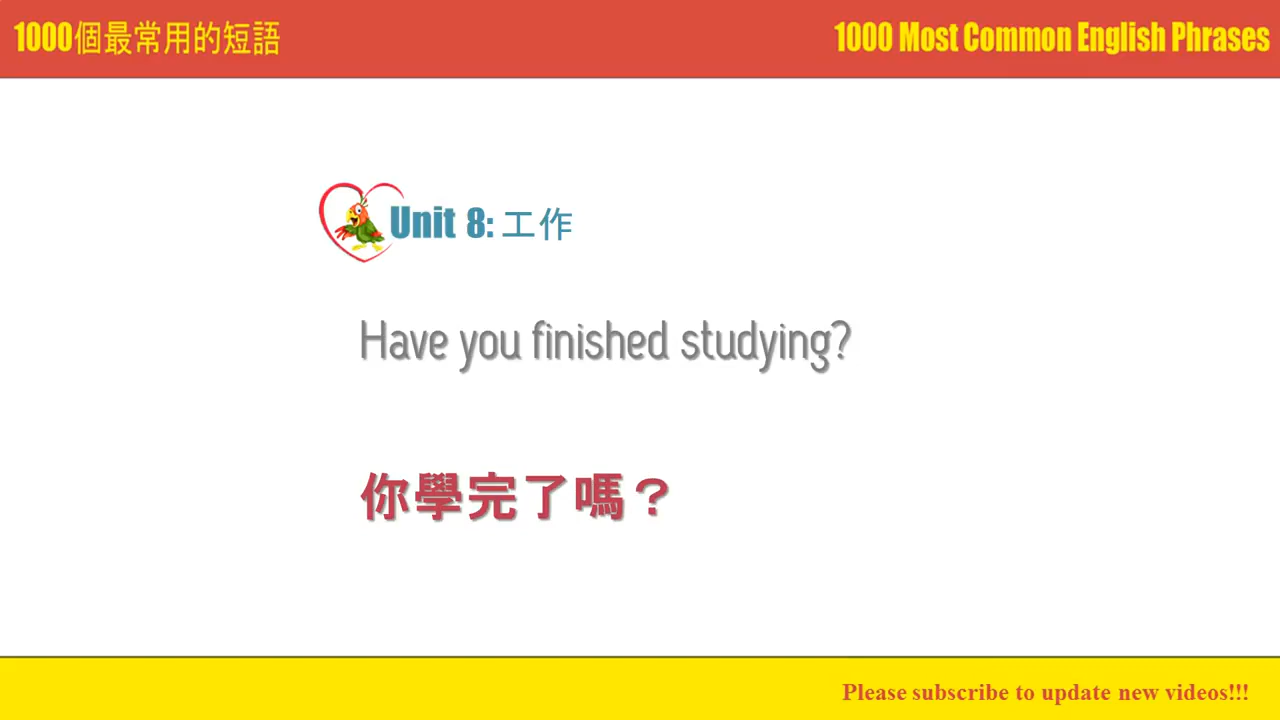 1000個最常用的短語
1000 Most Common English Phrases
Unit 8: 工作
Have you finished studying?
你學完了嗎？
Please subscribe to update new videos!!!